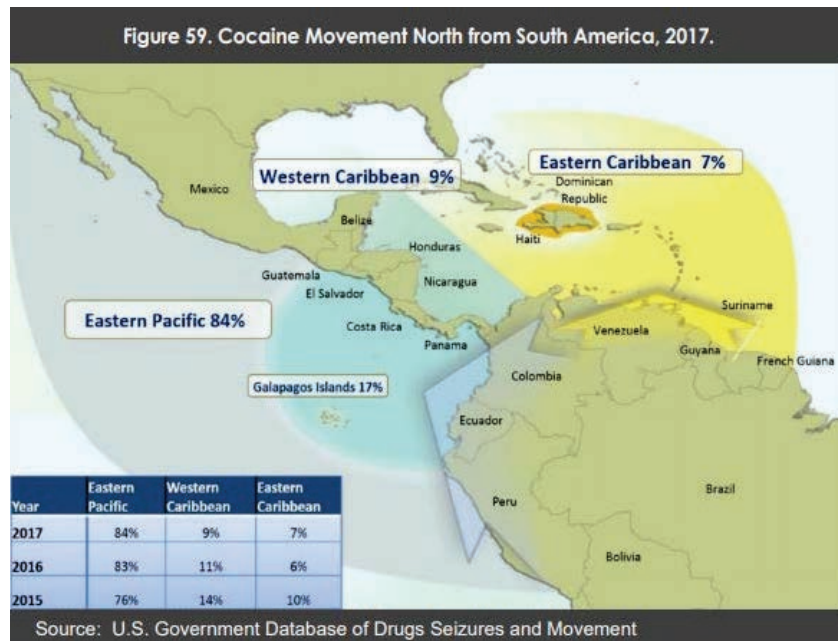 Figure 59. Cocaine Movement North from South America, 2017.
Western Caribbean 9%
Eastern Caribbean 7%
Dominican
Republic
Haiti
Mexico
Belize
Honduras
Guatemala
El Salvador
Nicaragua
Costa Rica
Panama
Eastern Pacific 84%
Galapagos Islands 17%
Suriname
Venezuela
Guyana
French Guiana
Colombia
Ecuador
Peru
Brazil
Bolivia
Year Eastern Pacific Western Caribbean Eastern Caribbean
2017 84% 9% 7%
2016 83% 11% 6%
2015 76% 14% 10%
Source: U.S. Government Database of Drugs Seizures and Movement